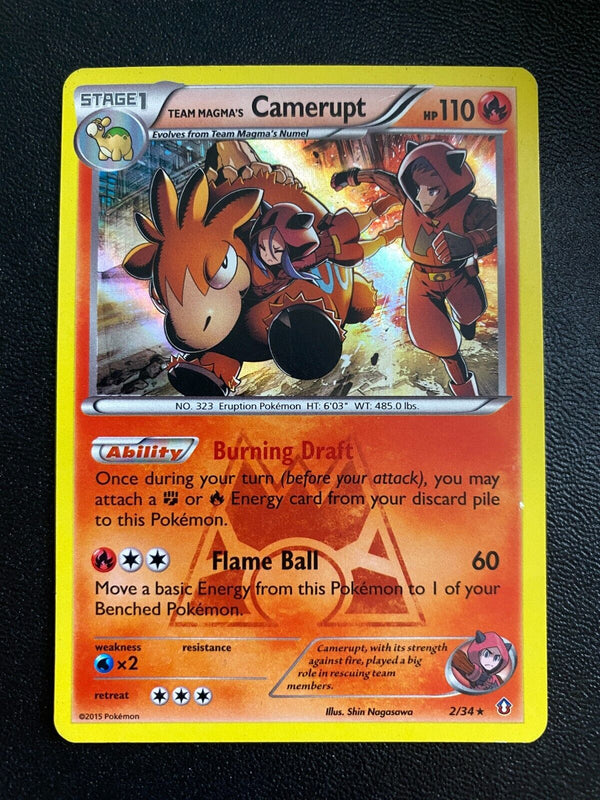 STAGE1
TEAM MAGMA'S Camerupt HP110
Evolves from Team Magma's Numel
NO. 323 Eruption Pokémon HT: 6'03" WT: 485.0 lbs.
Ability Burning Draft
Once during your turn (before your attack), you may
attach a or Energy card from your discard pile
to this Pokémon.
Flame Ball 60
Move a basic Energy from this Pokémon to 1 of your
Benched Pokémon.
weakness resistance
×2
retreat
Camerupt, with its strength
against fire, played a big
role in rescuing team
members.
©2015 Pokémon Illus. Shin Nagasawa 2/34 ★